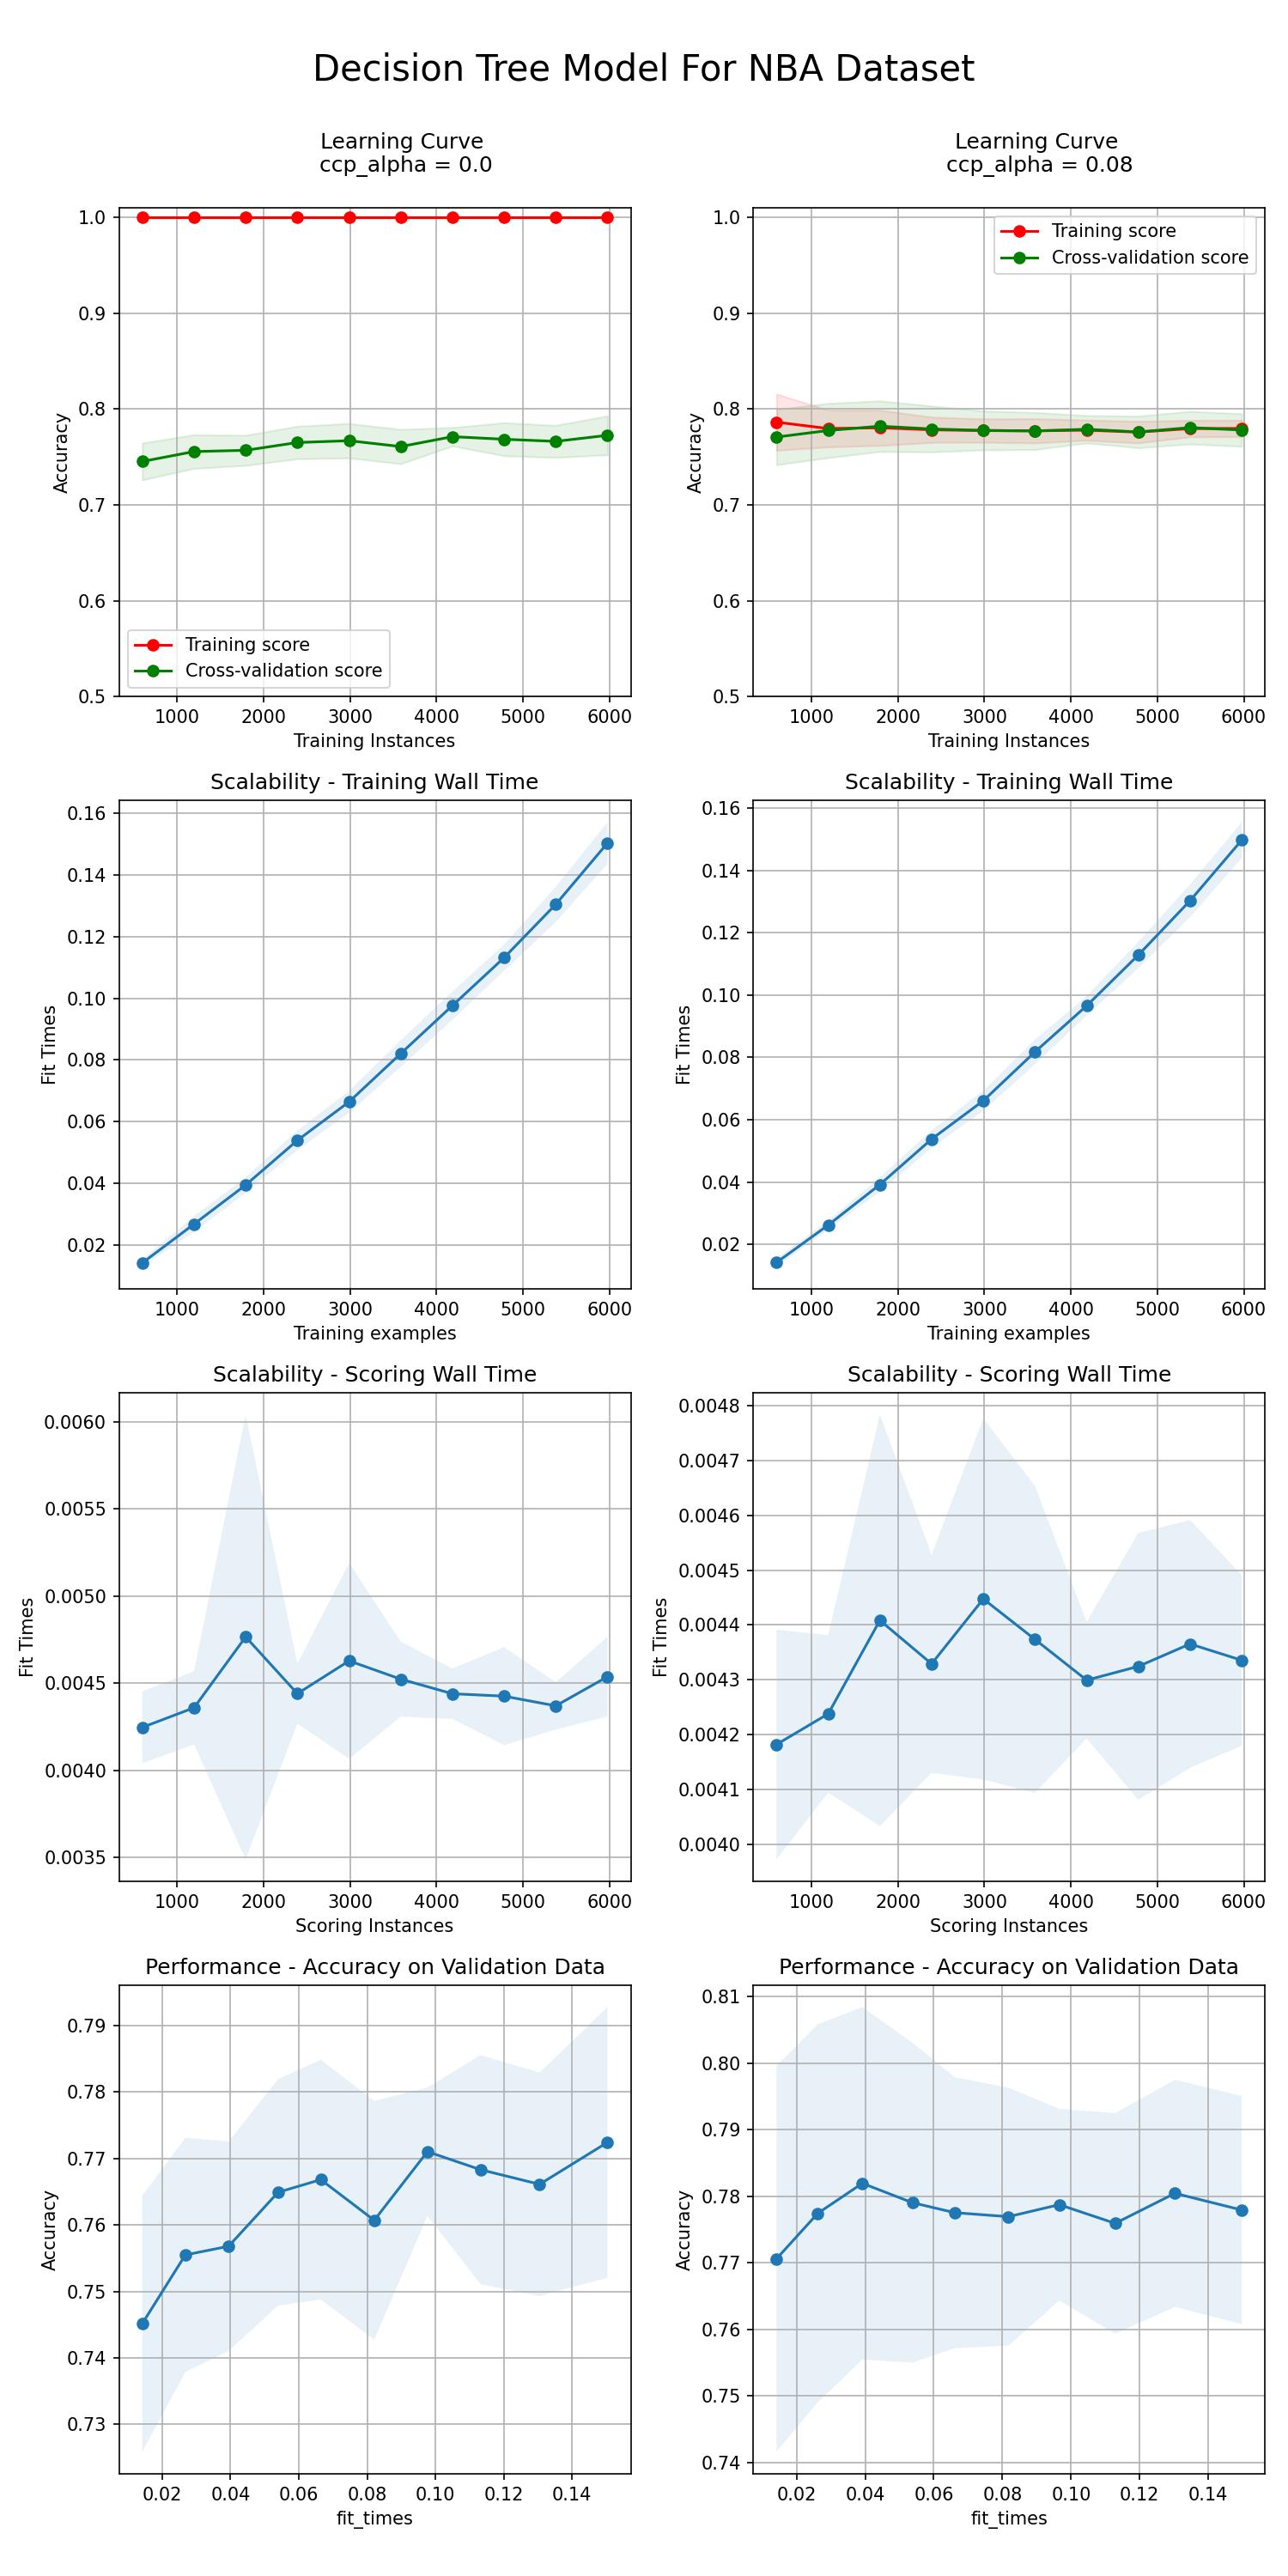 Decision Tree Model For NBA Dataset
Learning Curve
ccp_alpha = 0.0
1.0
0.9
0.8
0.7
0.6
0.5
Accuracy
Training score
Cross-validation score
1000 2000 3000 4000 5000 6000
Training Instances
Learning Curve
ccp_alpha = 0.08
1.0
0.9
0.8
0.7
0.6
0.5
Accuracy
Training score
Cross-validation score
1000 2000 3000 4000 5000 6000
Training Instances
Scalability - Training Wall Time
0.16
0.14
0.12
0.10
0.08
0.06
0.04
0.02
Fit Times
1000 2000 3000 4000 5000 6000
Training examples
Scalability - Training Wall Time
0.16
0.14
0.12
0.10
0.08
0.06
0.04
0.02
Fit Times
1000 2000 3000 4000 5000 6000
Training examples
Scalability - Scoring Wall Time
0.0060
0.0055
0.0050
0.0045
0.0040
0.0035
Fit Times
1000 2000 3000 4000 5000 6000
Scoring Instances
Scalability - Scoring Wall Time
0.0048
0.0047
0.0046
0.0045
0.0044
0.0043
0.0042
0.0041
0.0040
Fit Times
1000 2000 3000 4000 5000 6000
Scoring Instances
Performance - Accuracy on Validation Data
0.79
0.78
0.77
0.76
0.75
0.74
0.73
Accuracy
0.02 0.04 0.06 0.08 0.10 0.12 0.14
fit_times
Performance - Accuracy on Validation Data
0.81
0.80
0.79
0.78
0.77
0.76
0.75
0.74
Accuracy
0.02 0.04 0.06 0.08 0.10 0.12 0.14
fit_times